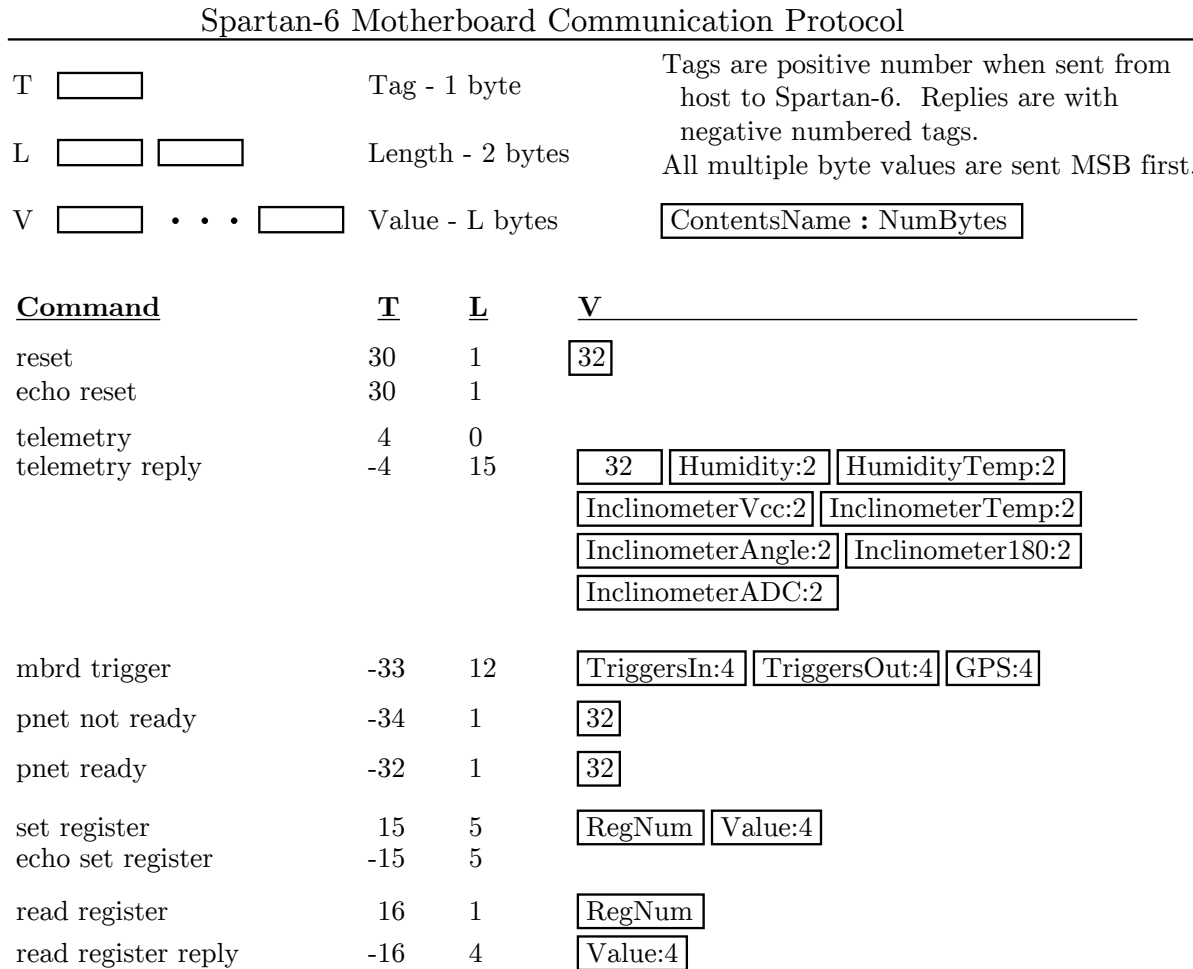 Spartan-6 Motherboard Communication Protocol
T Tag - 1 byte
L Length - 2 bytes
V Value - L bytes
Tags are positive number when sent from
host to Spartan-6. Replies are with
negative numbered tags.
All multiple byte values are sent MSB first.
ContentsName : NumBytes
Command T L V
reset 30 1 32
echo reset 30 1
telemetry 4 0
telemetry reply -4 15 32 Humidity:2 HumidityTemp:2
InclinometerVcc:2 InclinometerTemp:2
InclinometerAngle:2 Inclinometer180:2
InclinometerADC:2
mbrd trigger -33 12 TriggersIn:4 TriggersOut:4 GPS:4
pnet not ready -34 1 32
pnet ready -32 1 32
set register 15 5 RegNum Value:4
echo set register -15 5
read register 16 1 RegNum
read register reply -16 4 Value:4